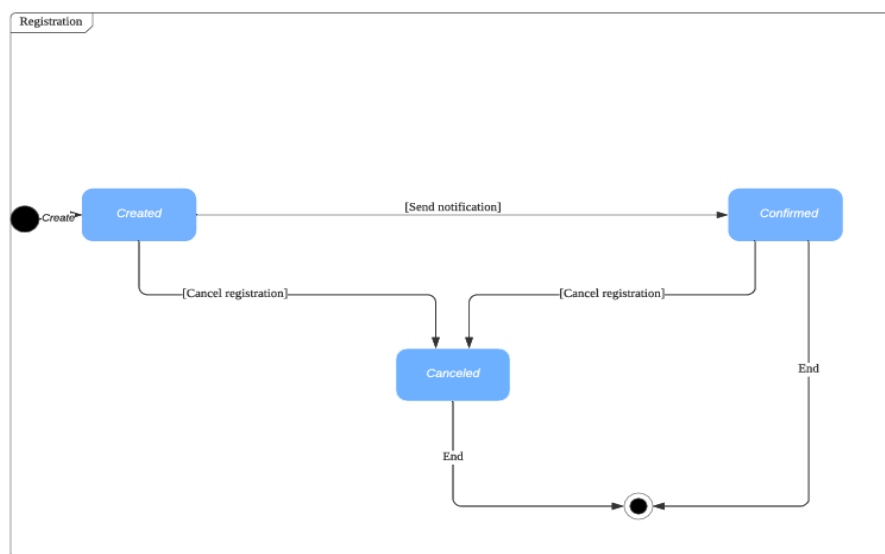 Registration
Create
Created
[Send notification]
Confirmed
[Cancel registration]
[Cancel registration]
Canceled
End
End